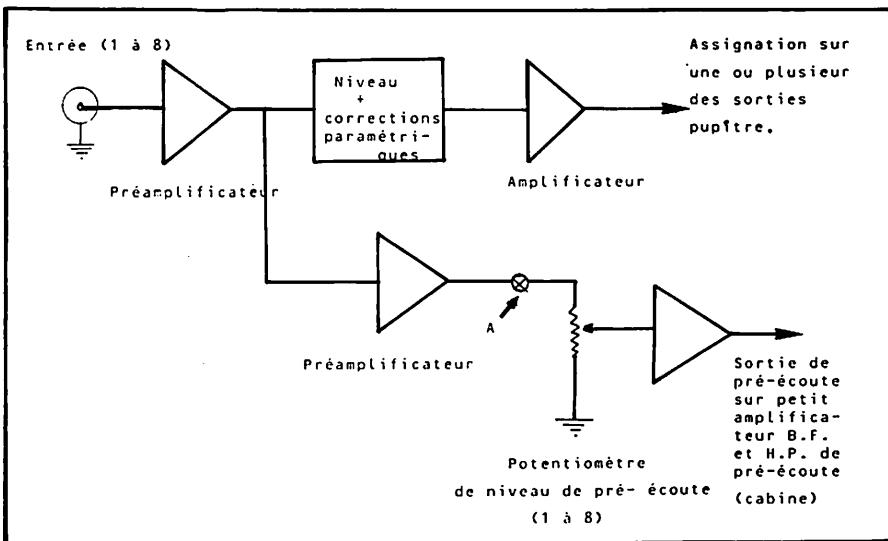 Entrée (1 à 8)
Préamplificateur
Niveau
+
corrections
paramétri-
ques
Amplificateur
Assignation sur
une ou plusieur
des sorties
pupître.
Préamplificateur
A
Potentiomètre
de niveau de pré- écoute
(1 à 8)
Sortie de
pré-écoute
sur petit
amplifica-
teur B.F.
et H.P. de
pré-écoute
(cabine)